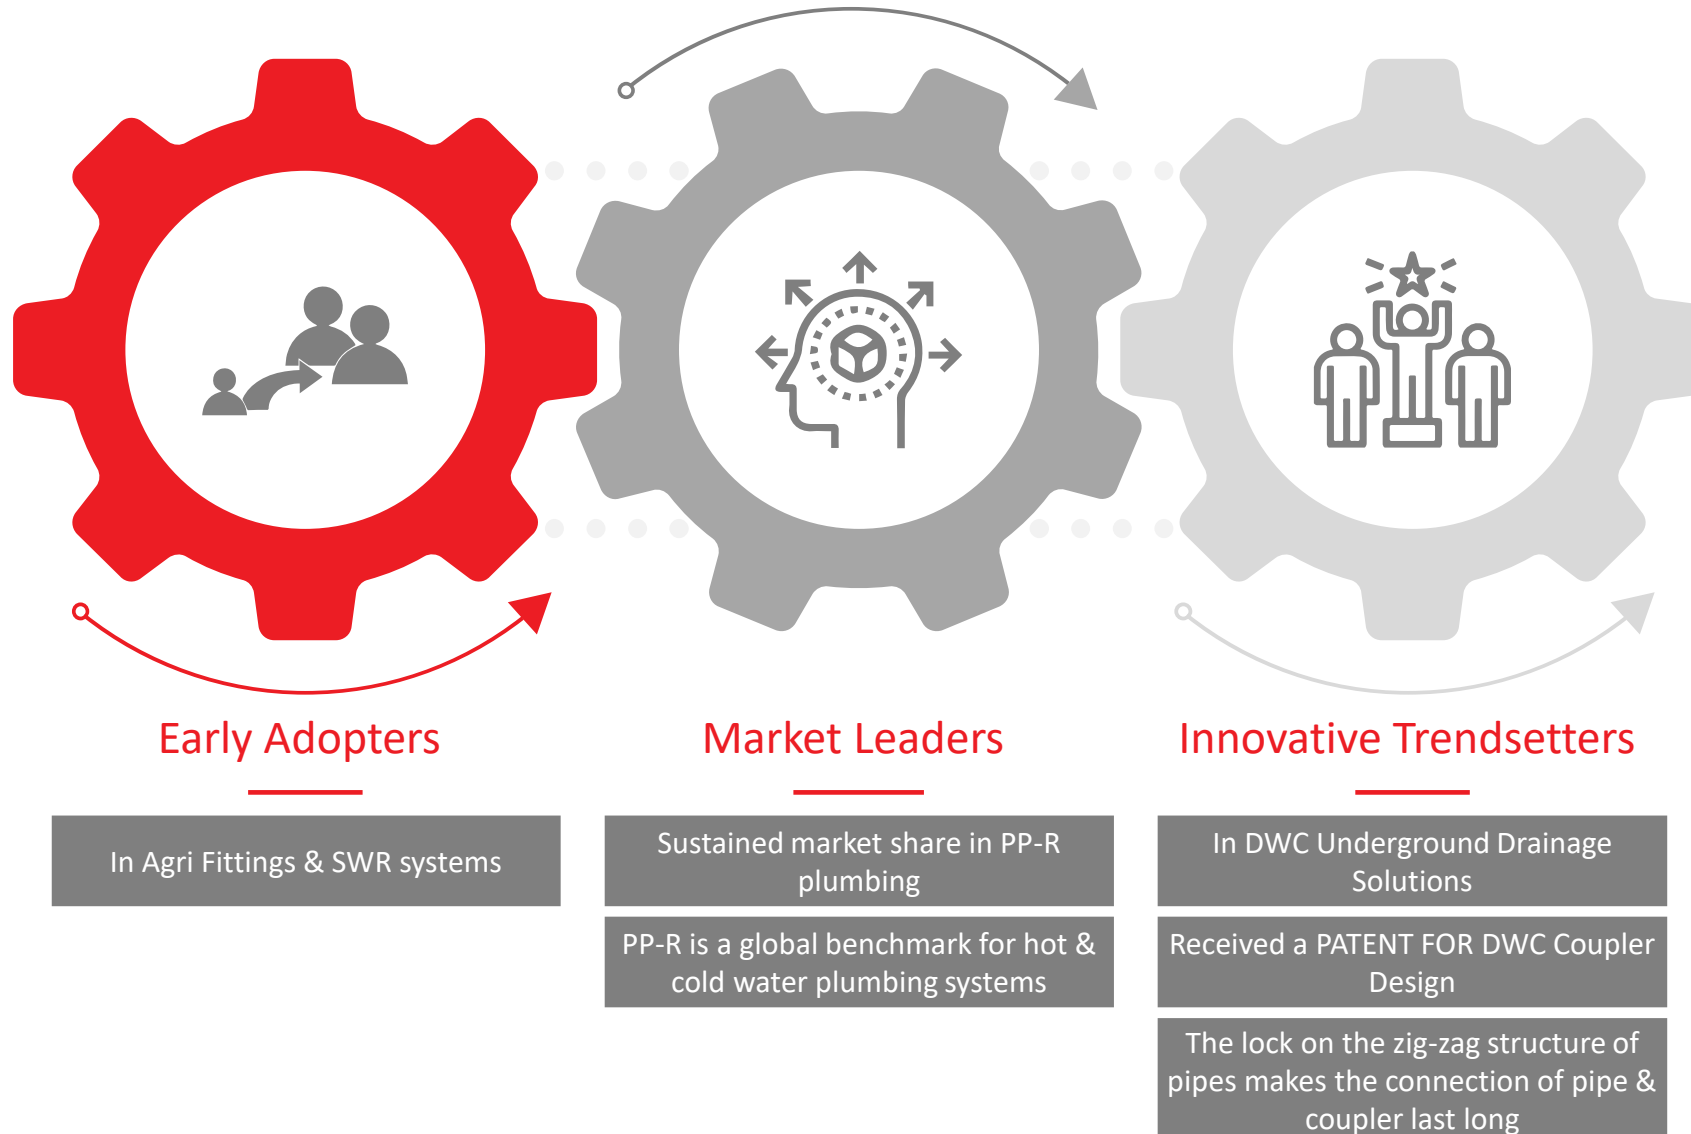 Early Adopters
In Agri Fittings & SWR systems
Market Leaders
Sustained market share in PP-R
plumbing
PP-R is a global benchmark for hot &
cold water plumbing systems
Innovative Trendsetters
In DWC Underground Drainage
Solutions
Received a PATENT FOR DWC Coupler
Design
The lock on the zig-zag structure of
pipes makes the connection of pipe &
coupler last long